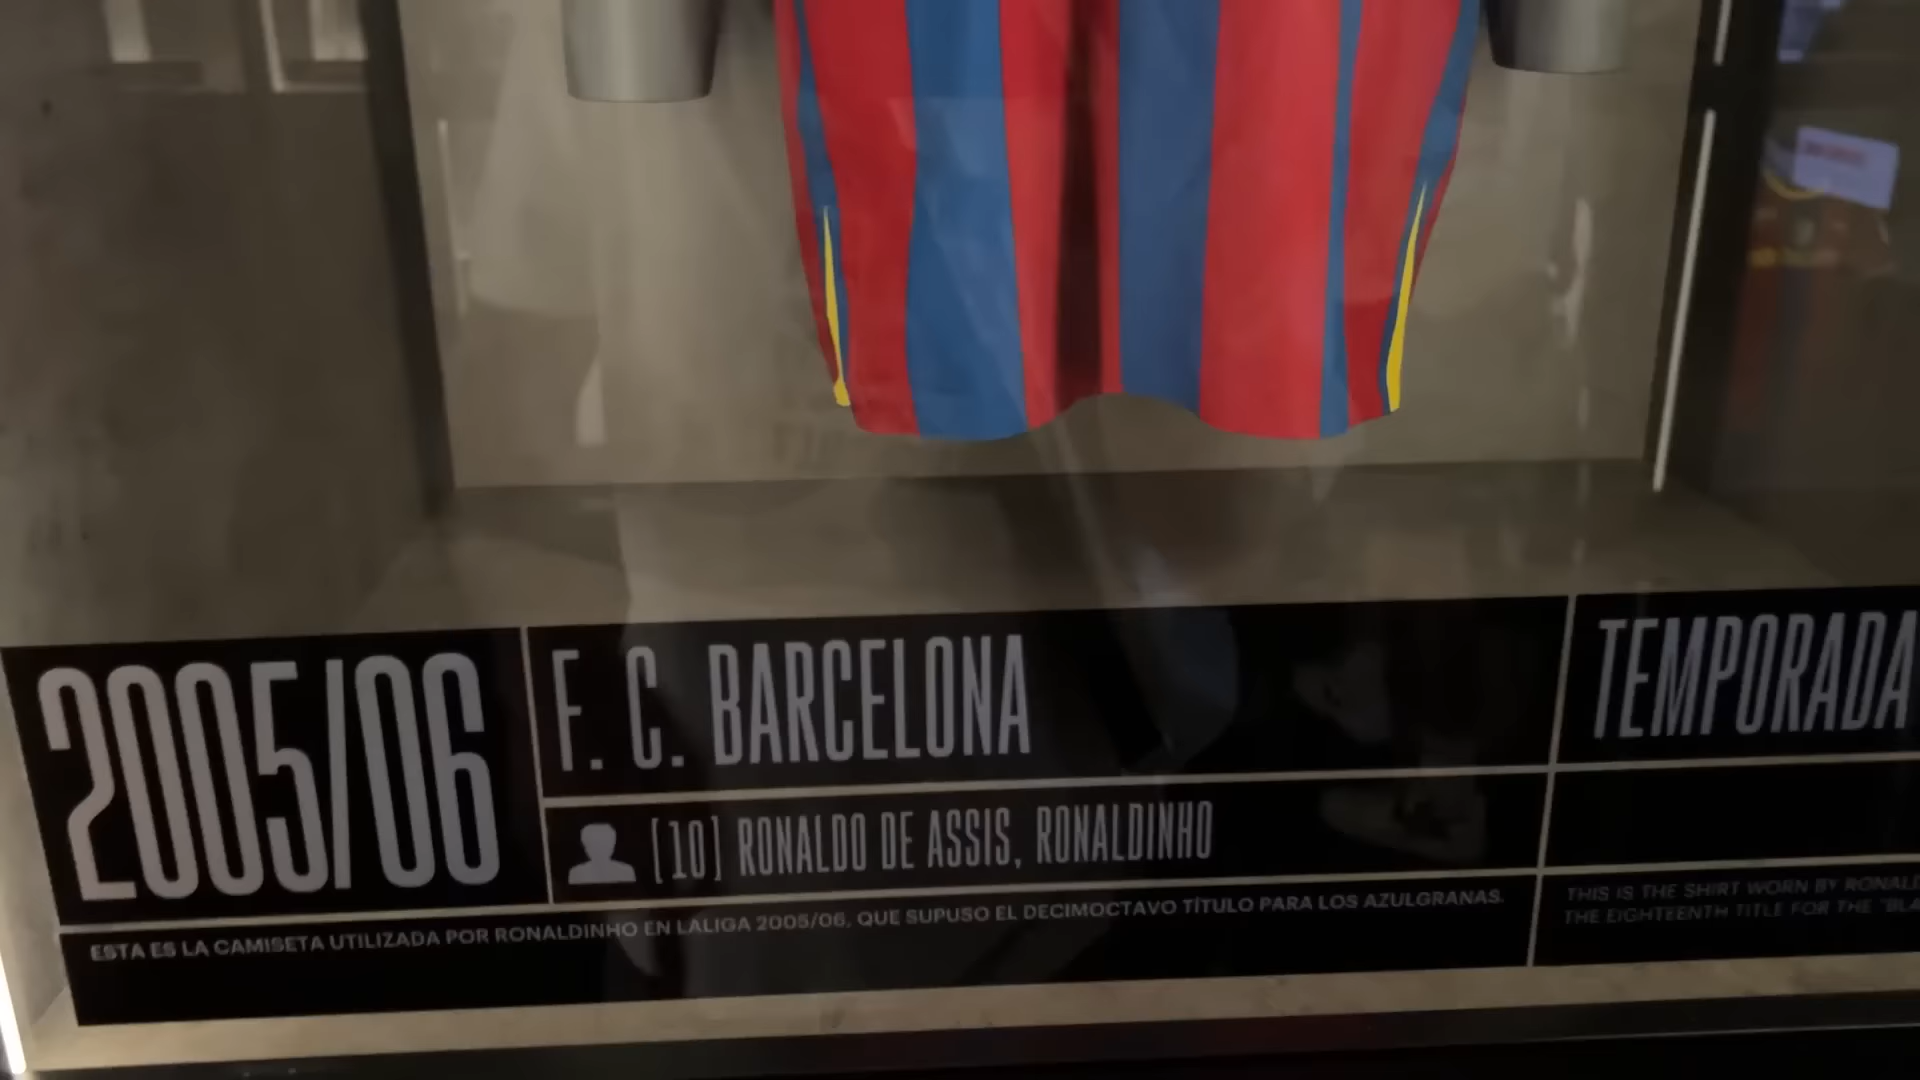 2005/06
F. C. BARCELONA
TEMPORADA
[10] RONALDO DE ASSIS, RONALDINHO
ESTA ES LA CAMISETA UTILIZADA POR RONALDINHO EN LALIGA 2005/06, QUE SUPUSO EL DECIMOCTAVO TÍTULO PARA LOS AZULGRANAS.
THIS IS THE SHIRT WORN BY
THE EIGHTEENTH TITLE FOR THE